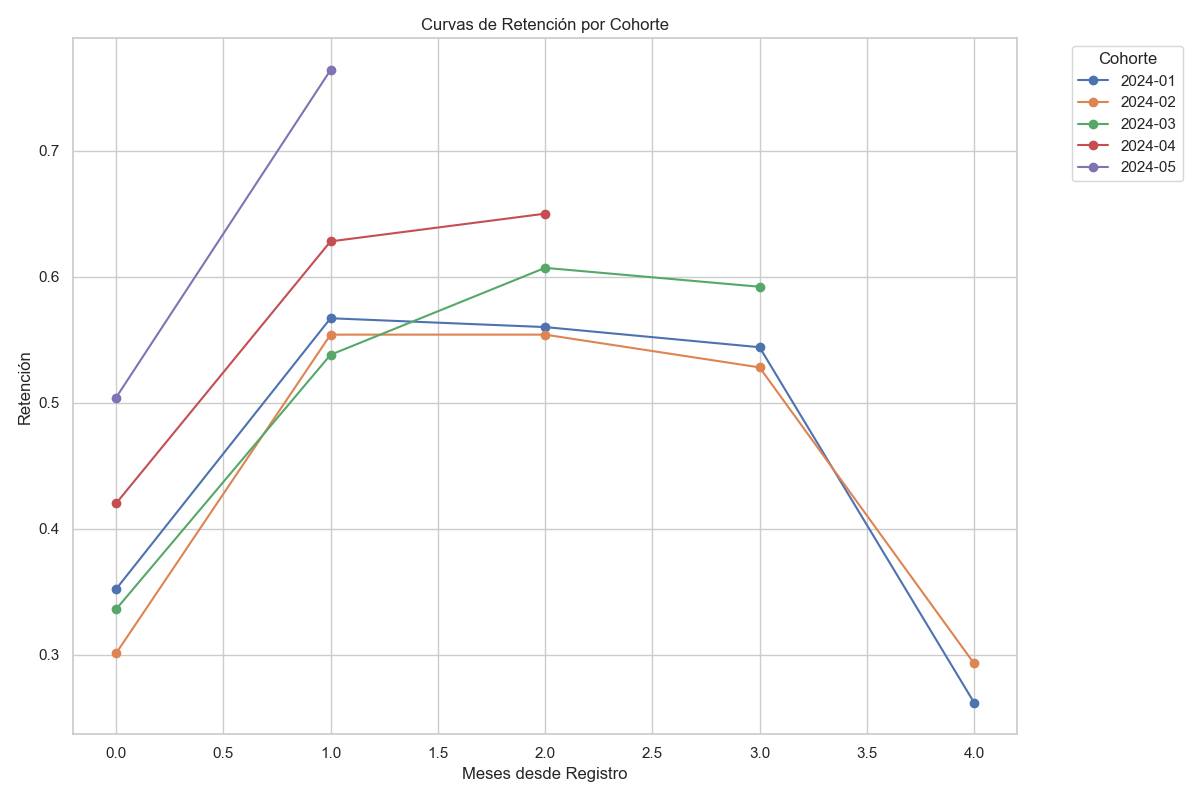 Curvas de Retención por Cohorte
Cohorte
2024-01
2024-02
2024-03
2024-04
2024-05
Retención
0.7
0.6
0.5
0.4
0.3
0.0 0.5 1.0 1.5 2.0 2.5 3.0 3.5 4.0
Meses desde Registro